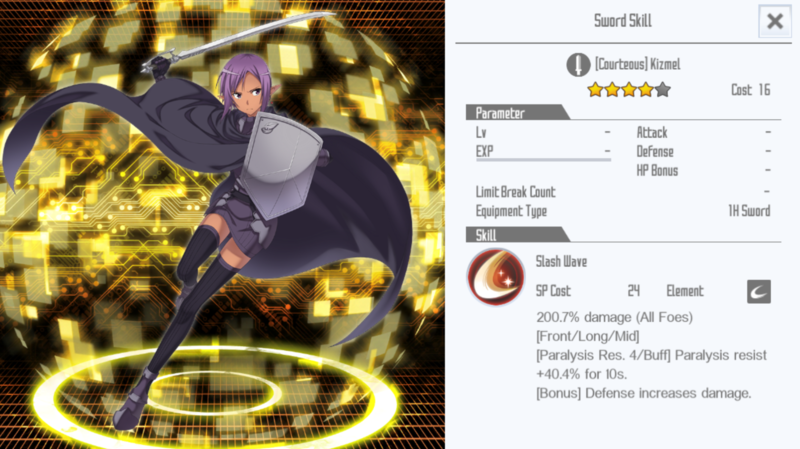 Sword Skill
[Courteous] Kizmel
Cost 16
Parameter
Lv -
Attack -
EXP -
Defense -
HP Bonus -
Limit Break Count -
Equipment Type 1H Sword
Skill
Slash Wave
SP Cost 24 Element
200.7% damage (All Foes)
[Front/Long/Mid]
[Paralysis Res. 4/Buff] Paralysis resist
+40.4% for 10s.
[Bonus] Defense increases damage.